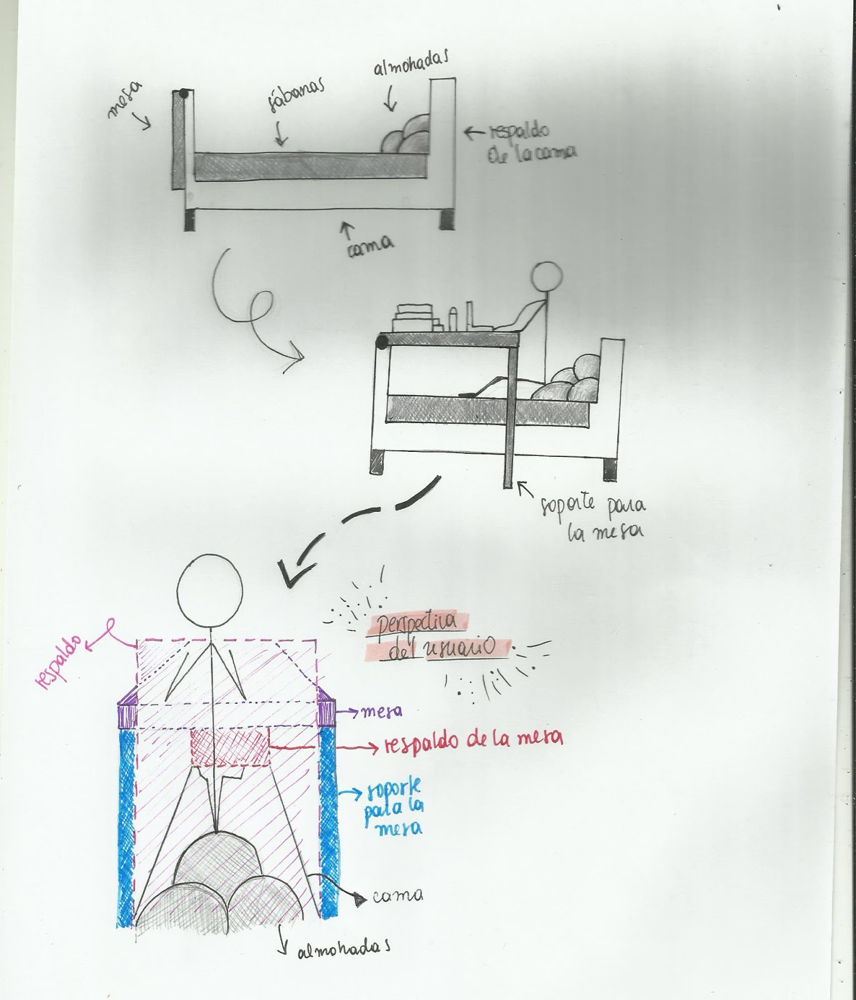 almohadas
mesa
sábanas
respaldo
de la cama
cama
soporte para
la mesa
perspectiva
del usuario
respaldo
mesa
respaldo de la mesa
soporte
para la
mesa
cama
almohadas